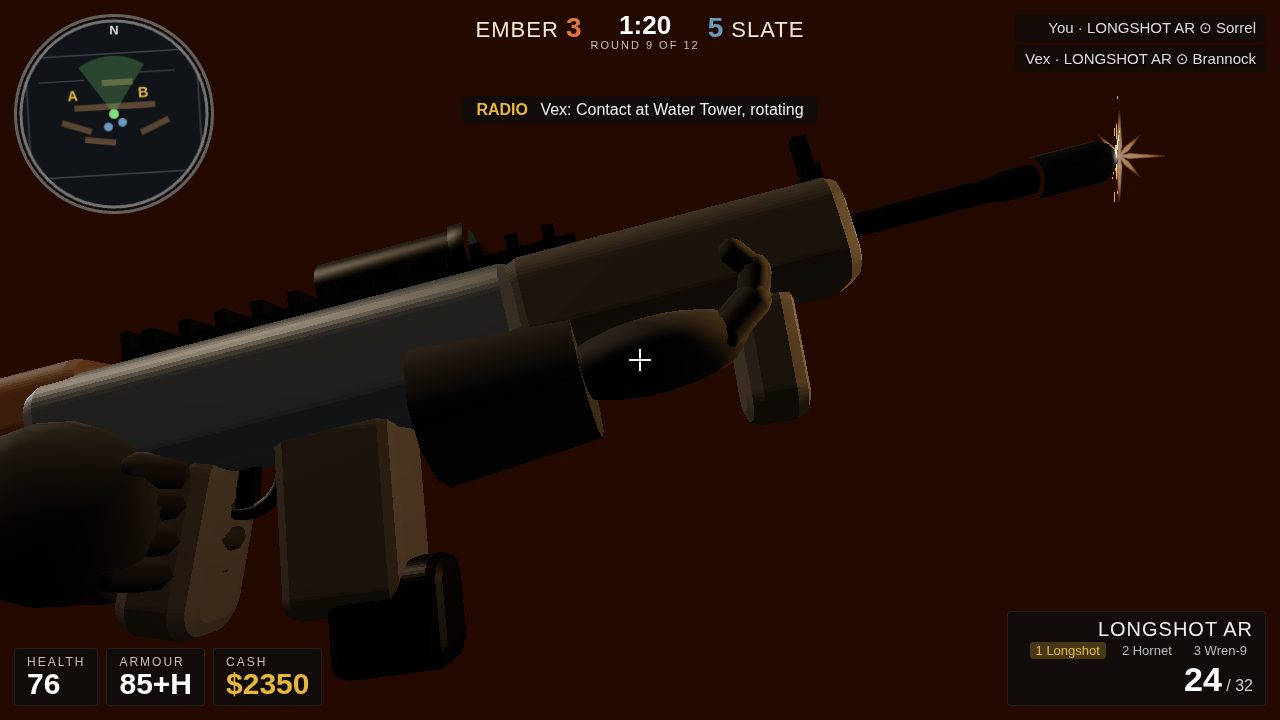 N
A
B
EMBER 3 1:20 5 SLATE
ROUND 9 OF 12
You · LONGSHOT AR ⊙ Sorrel
Vex · LONGSHOT AR ⊙ Brannock
RADIO Vex: Contact at Water Tower, rotating
HEALTH
76
ARMOUR
85+H
CASH
$2350
LONGSHOT AR
1 Longshot 2 Hornet 3 Wren-9
24 / 32